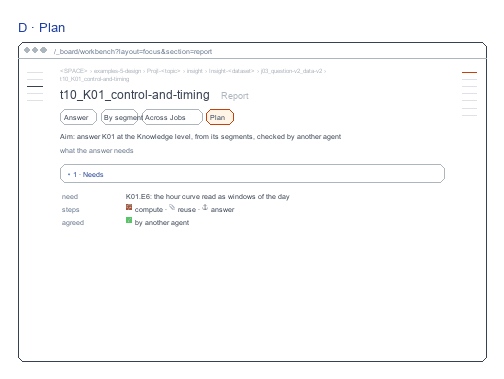 D · Plan
/_board/workbench?layout=focus&section=report
<SPACE> › examples-5-design › Proj-<topic> › insight › Insight-<dataset> › j03_question-v2_data-v2 ›
t10_K01_control-and-timing
t10_K01_control-and-timing Report
Answer By segment Across Jobs Plan
Aim: answer K01 at the Knowledge level, from its segments, checked by another agent
what the answer needs
1 · Needs
need K01.E6: the hour curve read as windows of the day
steps compute · reuse · answer
agreed by another agent